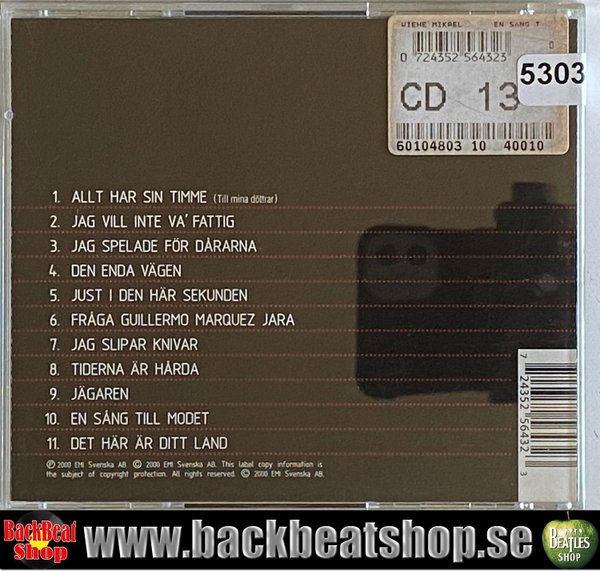 WIEHE MIKAEL EN SANG T
0
0 724352 564323
5303
CD 13
60104803 10 40010
1. ALLT HAR SIN TIMME (Till mina döttrar)
2. JAG VILL INTE VA' FATTIG
3. JAG SPELADE FÖR DÅRARNA
4. DEN ENDA VÄGEN
5. JUST I DEN HÄR SEKUNDEN
6. FRÅGA GUILLERMO MARQUEZ JARA
7. JAG SLIPAR KNIVAR
8. TIDERNA ÄR HÅRDA
9. JÄGAREN
10. EN SÅNG TILL MODET
11. DET HÄR ÄR DITT LAND
7 24352 56432 3
℗ 2000 EMI Svenska AB. © 2000 EMI Svenska AB. This label copy information is
the subject of copyright protection. All rights reserved. © 2000 EMI Svenska AB.
BackBeat
Shop
www.backbeatshop.se
BEATLES
SHOP